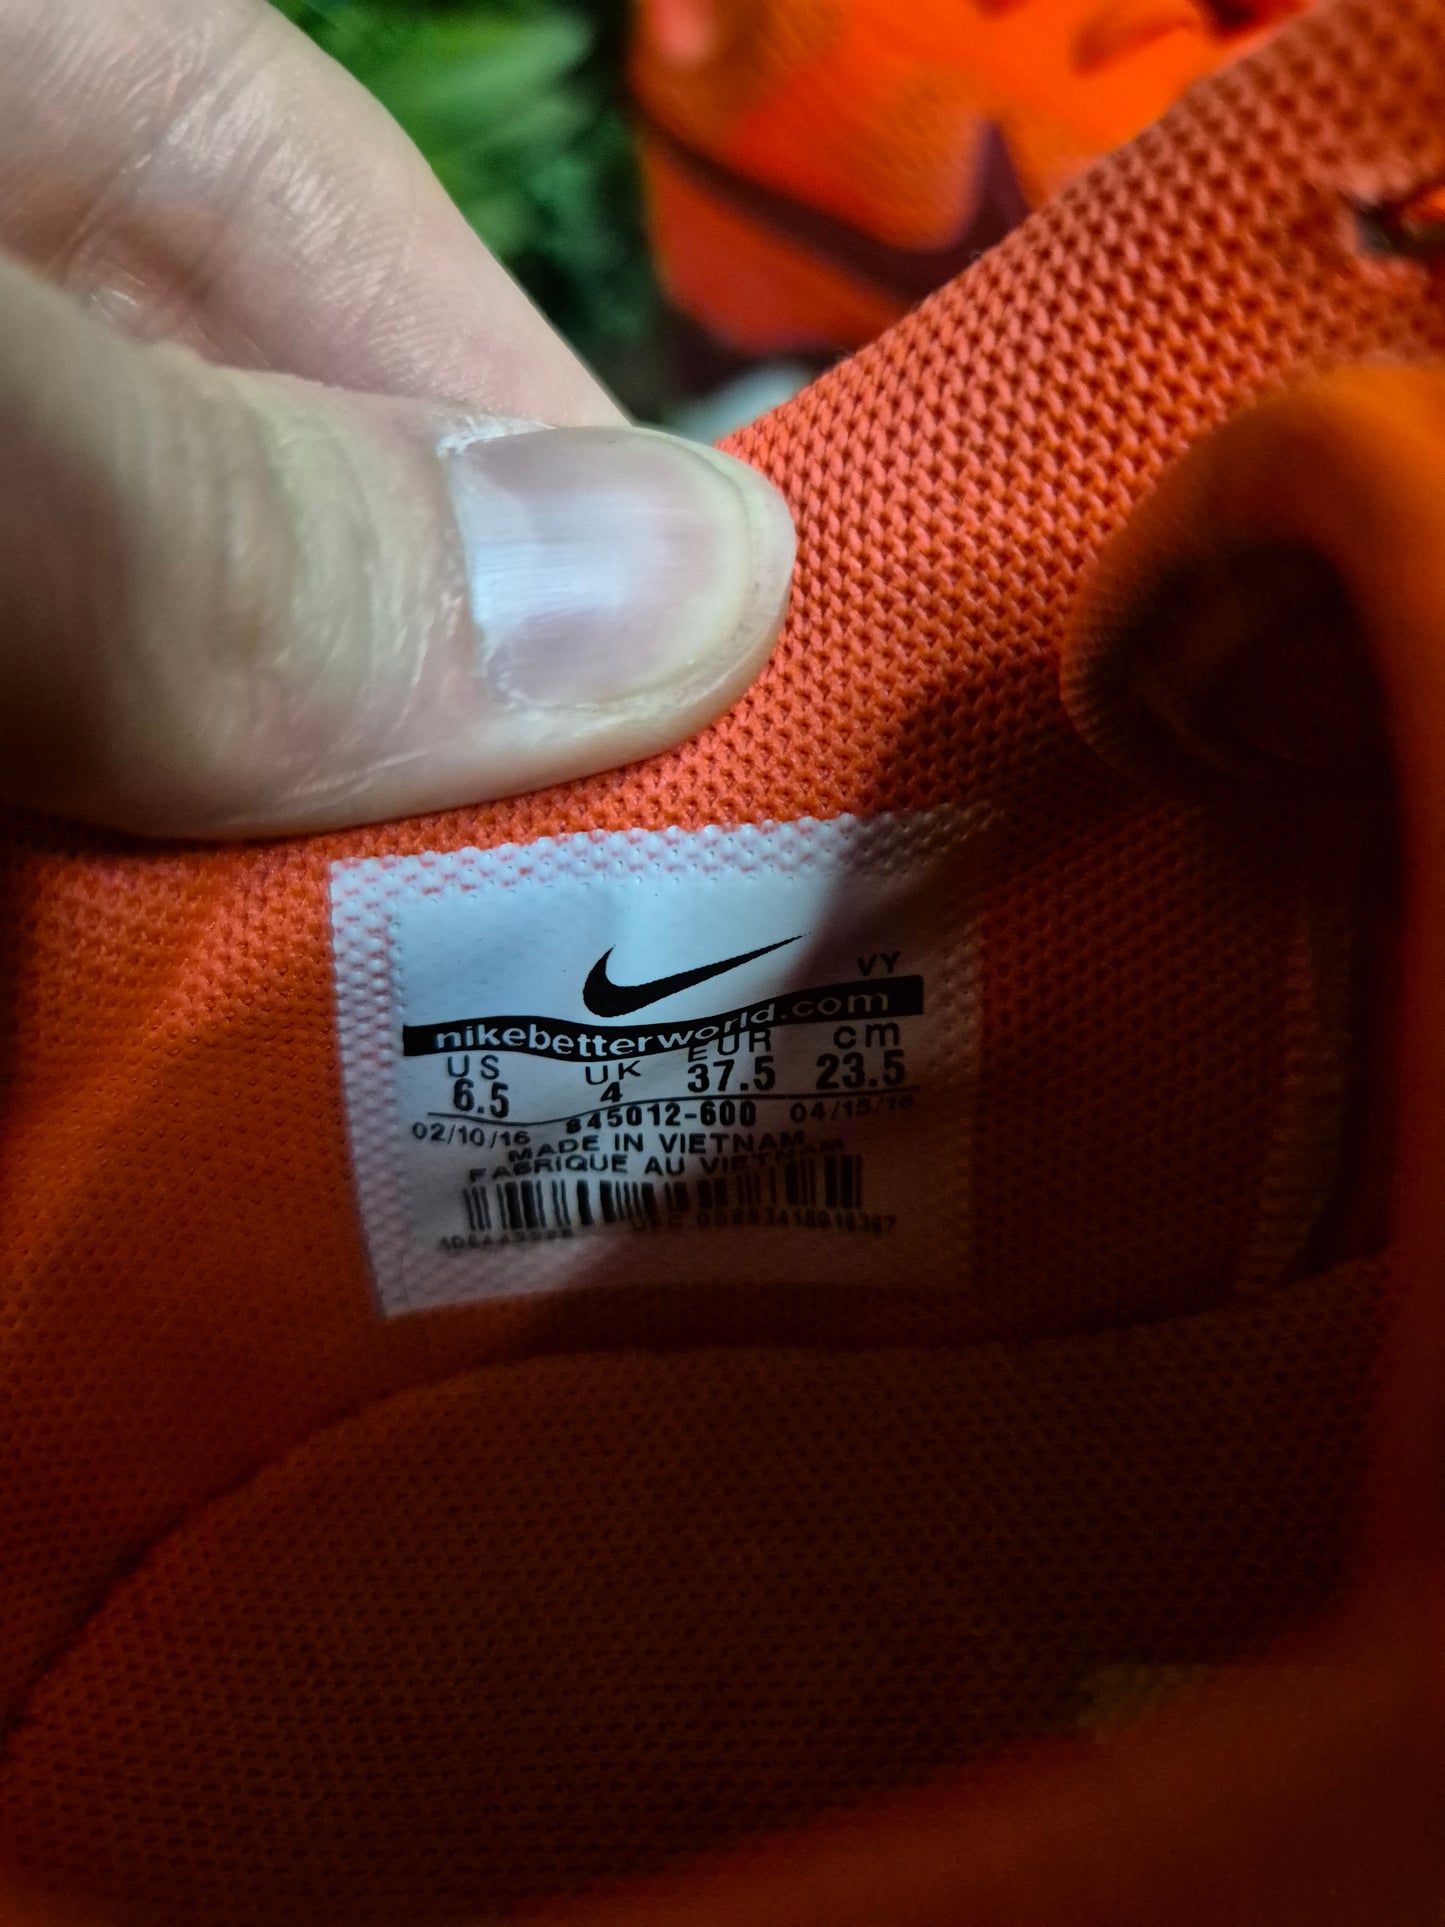 VY
nikebetterworld.com
US UK EUR cm
6.5 4 37.5 23.5
02/10/16 845012-600 04/15/16
MADE IN VIETNAM
FABRIQUE AU VIETNAM
UPC